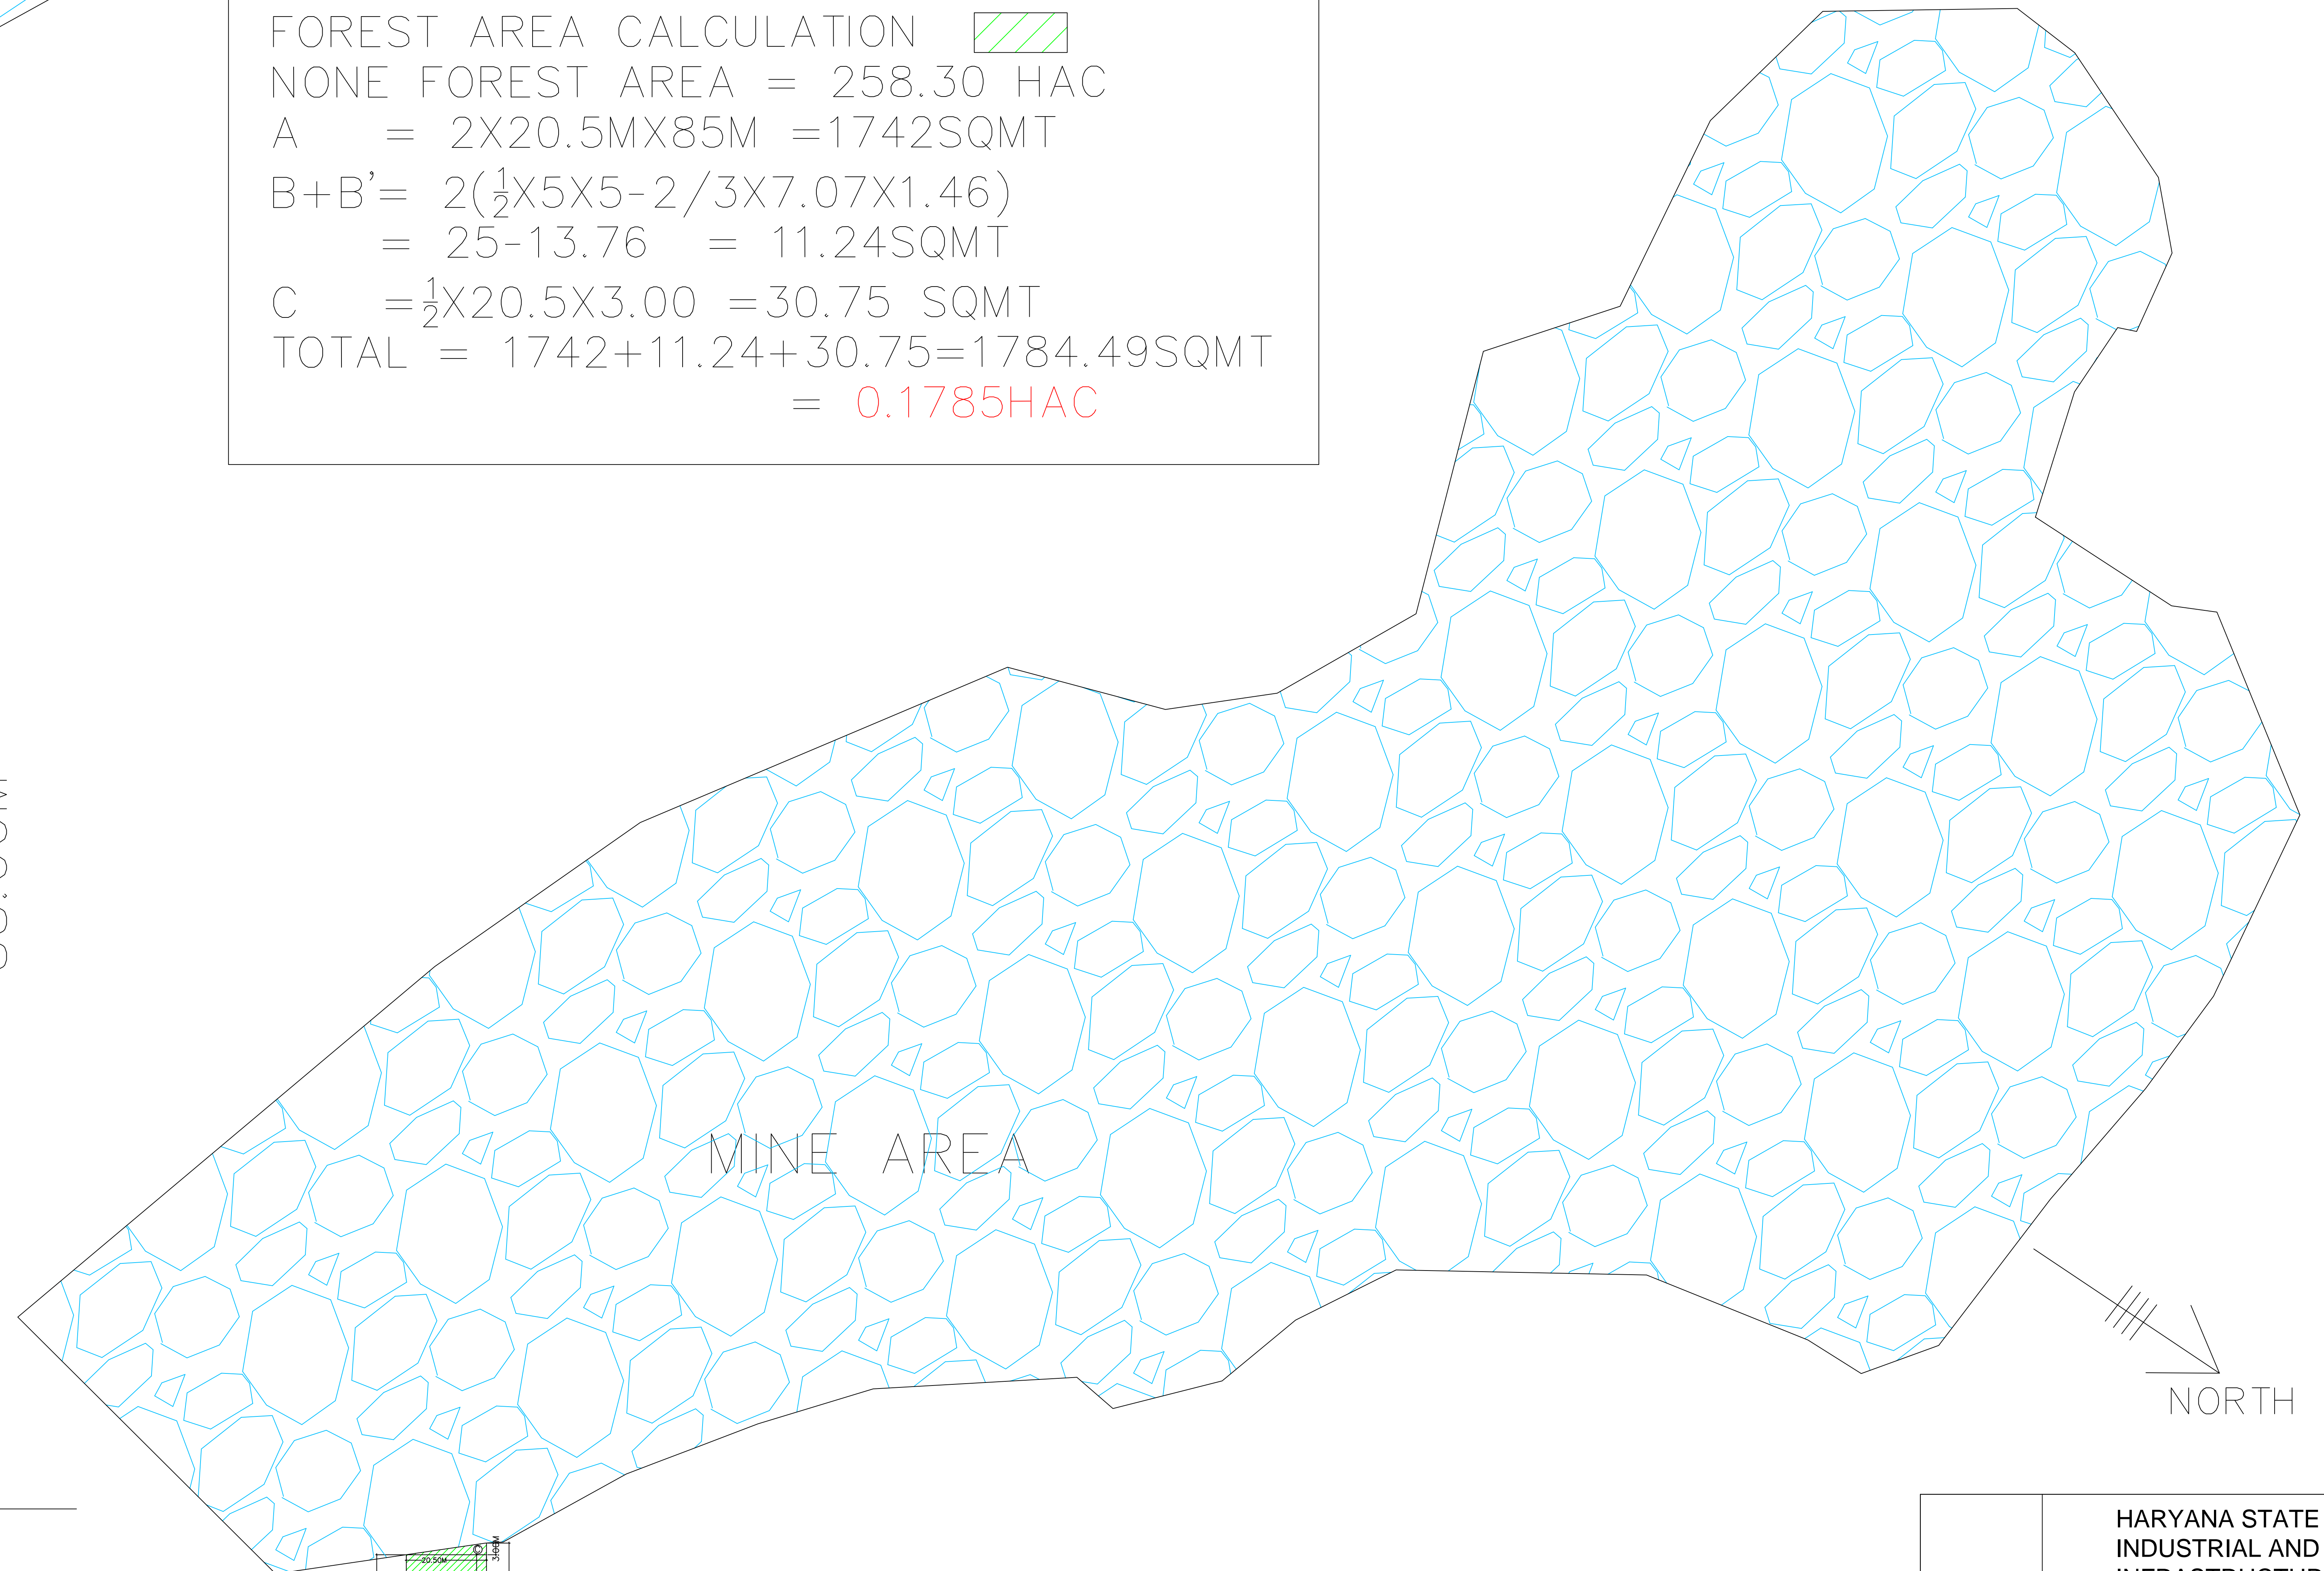 FOREST AREA CALCULATION
NONE FOREST AREA = 258.30 HAC
A = 2X20.5MX85M =1742SQMT
B+B'= 2(½X5X5-2/3X7.07X1.46)
= 25-13.76 = 11.24SQMT
C =½X20.5X3.00 =30.75 SQMT
TOTAL = 1742+11.24+30.75=1784.49SQMT
= 0.1785HAC
MINE AREA
NORTH
C
3.00M
20.50M
HARYANA STATE
INDUSTRIAL AND